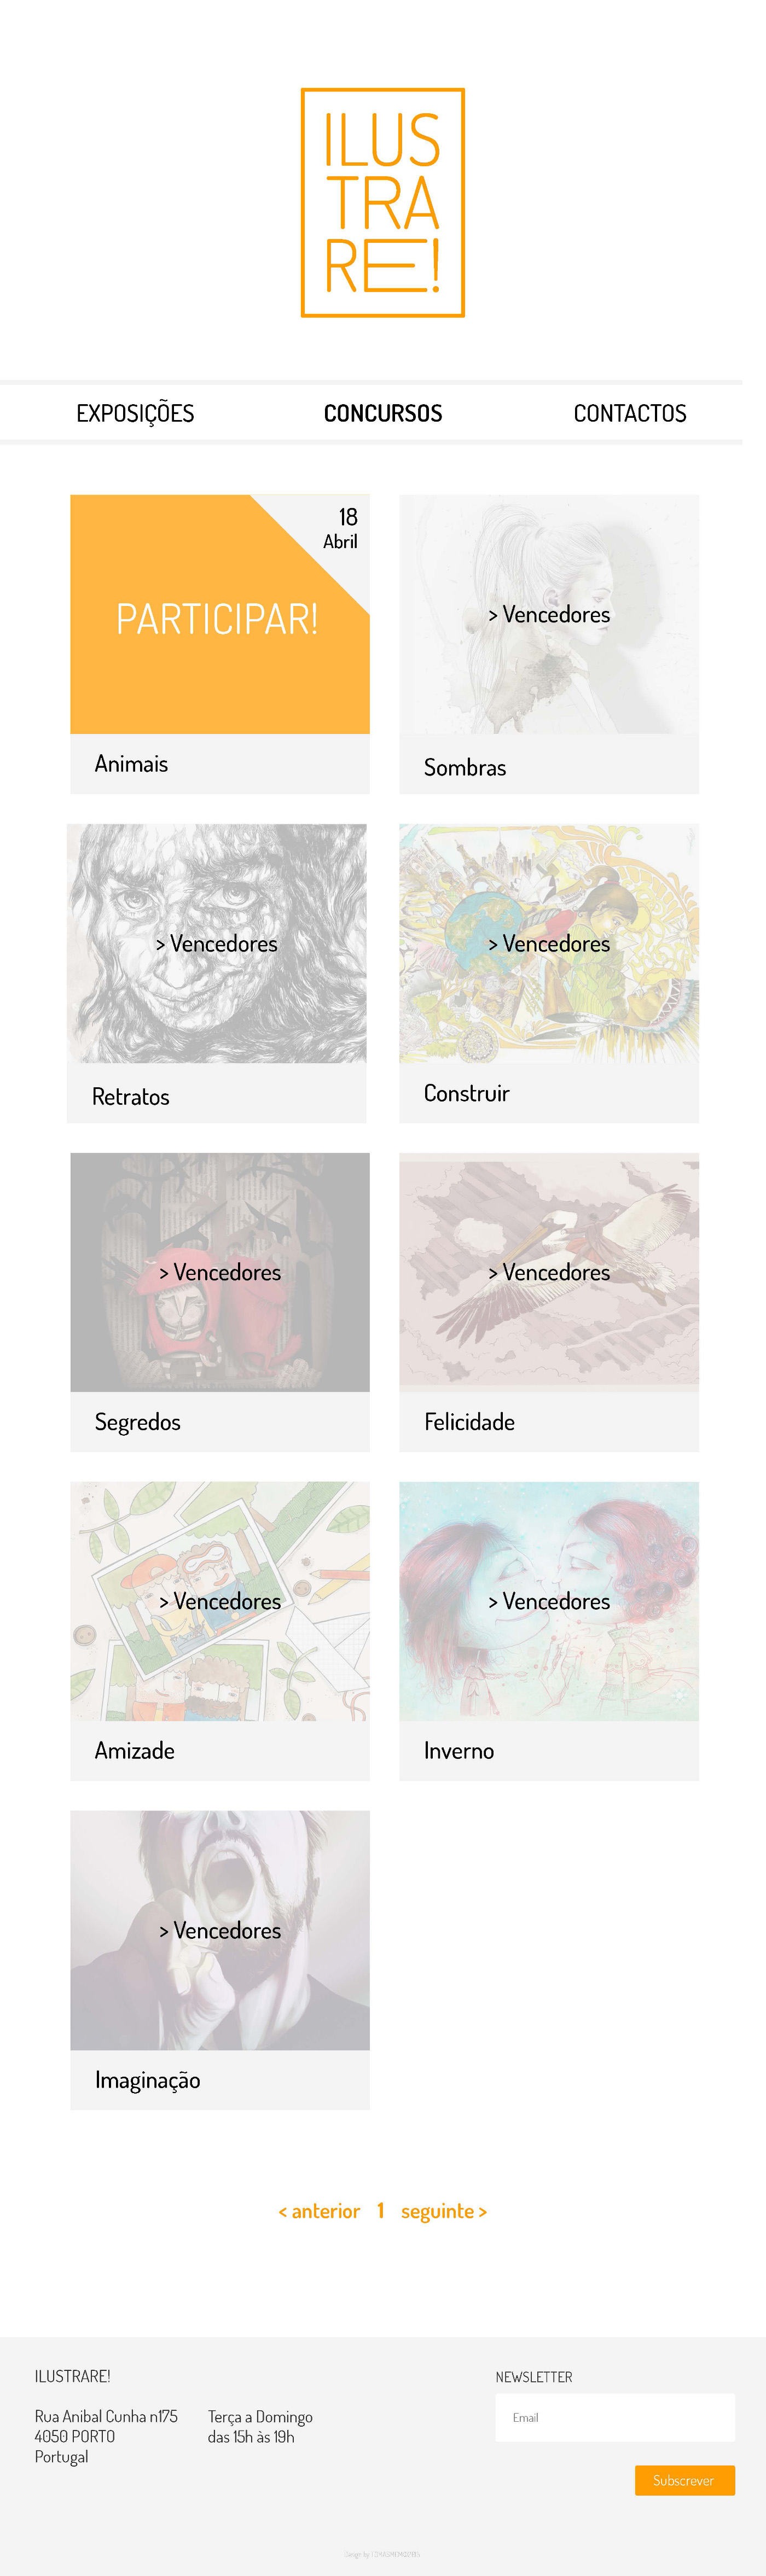 ILUS
TRA
RE!
EXPOSIÇÕES CONCURSOS CONTACTOS
18
Abril
PARTICIPAR!
Animais
> Vencedores
Sombras
> Vencedores
Retratos
> Vencedores
Construir
> Vencedores
Segredos
> Vencedores
Felicidade
> Vencedores
Amizade
> Vencedores
Inverno
> Vencedores
Imaginação
< anterior 1 seguinte >
ILUSTRARE!
Rua Anibal Cunha n175
4050 PORTO
Portugal
Terça a Domingo
das 15h às 19h
NEWSLETTER
Email
Subscrever
Design by